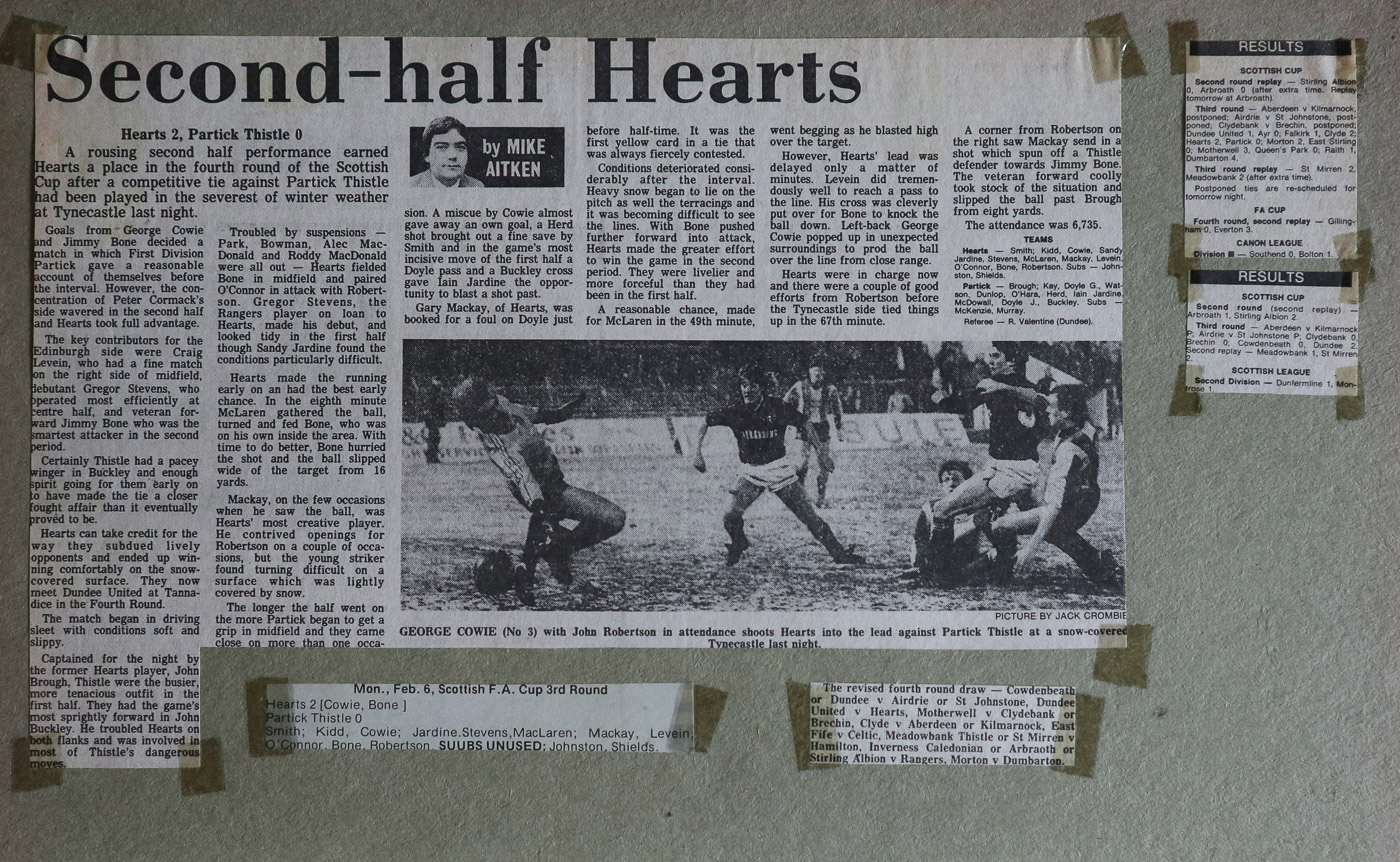 Second-half Hearts
Hearts 2, Partick Thistle 0
A rousing second half performance earned
Hearts a place in the fourth round of the Scottish
Cup after a competitive tie against Partick Thistle
had been played in the severest of winter weather
at Tynecastle last night.
Goals from George Cowie
and Jimmy Bone decided a
match in which First Division
Partick gave a reasonable
account of themselves before
the interval. However, the con-
centration of Peter Cormack's
side wavered in the second half
and Hearts took full advantage.
The key contributors for the
Edinburgh side were Craig
Levein, who had a fine match
on the right side of midfield,
debutant Gregor Stevens, who
operated most efficiently at
centre half, and veteran for-
ward Jimmy Bone who was the
smartest attacker in the second
period.
Certainly Thistle had a pacey
winger in Buckley and enough
spirit going for them early on
to have made the tie a closer
fought affair than it eventually
proved to be.
Hearts can take credit for the
way they subdued lively
opponents and ended up win-
ning comfortably on the snow-
covered surface. They now
meet Dundee United at Tanna-
dice in the Fourth Round.
The match began in driving
sleet with conditions soft and
slippy.
Captained for the night by
the former Hearts player, John
Brough, Thistle were the busier,
more tenacious outfit in the
first half. They had the game's
most sprightly forward in John
Buckley. He troubled Hearts on
both flanks and was involved in
most of Thistle's dangerous
moves.
Troubled by suspensions —
Park, Bowman, Alec Mac-
Donald and Roddy MacDonald
were all out — Hearts fielded
Bone in midfield and paired
O'Connor in attack with Robert-
son. Gregor Stevens, the
Rangers player on loan to
Hearts, made his debut, and
looked tidy in the first half
though Sandy Jardine found the
conditions particularly difficult.
Hearts made the running
early on an had the best early
chance. In the eighth minute
McLaren gathered the ball,
turned and fed Bone, who was
on his own inside the area. With
time to do better, Bone hurried
the shot and the ball slipped
wide of the target from 16
yards.
Mackay, on the few occasions
when he saw the ball, was
Hearts' most creative player.
He contrived openings for
Robertson on a couple of occa-
sions, but the young striker
found turning difficult on a
surface which was lightly
covered by snow.
The longer the half went on
the more Partick began to get a
grip in midfield and they came
close on more than one occa-
by MIKE
AITKEN
sion. A miscue by Cowie almost
gave away an own goal, a Herd
shot brought out a fine save by
Smith and in the game's most
incisive move of the first half a
Doyle pass and a Buckley cross
gave Iain Jardine the oppor-
tunity to blast a shot past.
Gary Mackay, of Hearts, was
booked for a foul on Doyle just
before half-time. It was the
first yellow card in a tie that
was always fiercely contested.
Conditions deteriorated consi-
derably after the interval.
Heavy snow began to lie on the
pitch as well the terracings and
it was becoming difficult to see
the lines. With Bone pushed
further forward into attack,
Hearts made the greater effort
to win the game in the second
period. They were livelier and
more forceful than they had
been in the first half.
A reasonable chance, made
for McLaren in the 49th minute,
went begging as he blasted high
over the target.
However, Hearts' lead was
delayed only a matter of
minutes. Levein did tremen-
dously well to reach a pass to
the line. His cross was cleverly
put over for Bone to knock the
ball down. Left-back George
Cowie popped up in unexpected
surroundings to prod the ball
over the line from close range.
Hearts were in charge now
and there were a couple of good
efforts from Robertson before
the Tynecastle side tied things
up in the 67th minute.
A corner from Robertson on
the right saw Mackay send in a
shot which spun off a Thistle
defender towards Jimmy Bone.
The veteran forward coolly
took stock of the situation and
slipped the ball past Brough
from eight yards.
The attendance was 6,735.
TEAMS
Hearts — Smith; Kidd, Cowie, Sandy
Jardine, Stevens, McLaren, Mackay, Levein,
O'Connor, Bone, Robertson. Subs — John-
ston, Shields.
Partick — Brough; Kay, Doyle G., Wat-
son, Dunlop, O'Hara, Herd, Iain Jardine,
McDowall, Doyle J., Buckley. Subs —
McKenzie, Murray.
Referee — R. Valentine (Dundee).
PICTURE BY JACK CROMBIE
GEORGE COWIE (No 3) with John Robertson in attendance shoots Hearts into the lead against Partick Thistle at a snow-covered
Tynecastle last night.
Mon., Feb. 6, Scottish F.A. Cup 3rd Round
Hearts 2 [Cowie, Bone ]
Partick Thistle 0
Smith; Kidd, Cowie; Jardine.Stevens,MacLaren; Mackay, Levein,
O'Connor, Bone, Robertson. SUUBS UNUSED: Johnston, Shields.
The revised fourth round draw — Cowdenbeath
or Dundee v Airdrie or St Johnstone, Dundee
United v Hearts, Motherwell v Clydebank or
Brechin, Clyde v Aberdeen or Kilmarnock, East
Fife v Celtic, Meadowbank Thistle or St Mirren v
Hamilton, Inverness Caledonian or Arbraoth or
Stirling Albion v Rangers, Morton v Dumbarton.
RESULTS
SCOTTISH CUP
Second round replay — Stirling Albion
0, Arbroath 0 (after extra time. Replay
tomorrow at Arbroath)
Third round — Aberdeen v Kilmarnock,
postponed; Airdrie v St Johnstone, post-
poned; Clydebank v Brechin, postponed;
Dundee United 1, Ayr 0; Falkirk 1, Clyde 2;
Hearts 2, Partick 0; Morton 2, East Stirling
0; Motherwell 3, Queen's Park 0; Raith 1,
Dumbarton 4.
Third round replay — St Mirren 2,
Meadowbank 2 (after extra time).
Postponed ties are re-scheduled for
tomorrow night.
FA CUP
Fourth round, second replay — Gilling-
ham 0, Everton 3.
CANON LEAGUE
Division III — Southend 0, Bolton 1.
RESULTS
SCOTTISH CUP
Second round (second replay) —
Arbroath 1, Stirling Albion 2.
Third round — Aberdeen v Kilmarnock
P; Airdrie v St Johnstone P; Clydebank 0,
Brechin 0; Cowdenbeath 0, Dundee 2.
Second replay — Meadowbank 1, St Mirren
2.
SCOTTISH LEAGUE
Second Division — Dunfermline 1, Mon-
trose 1.